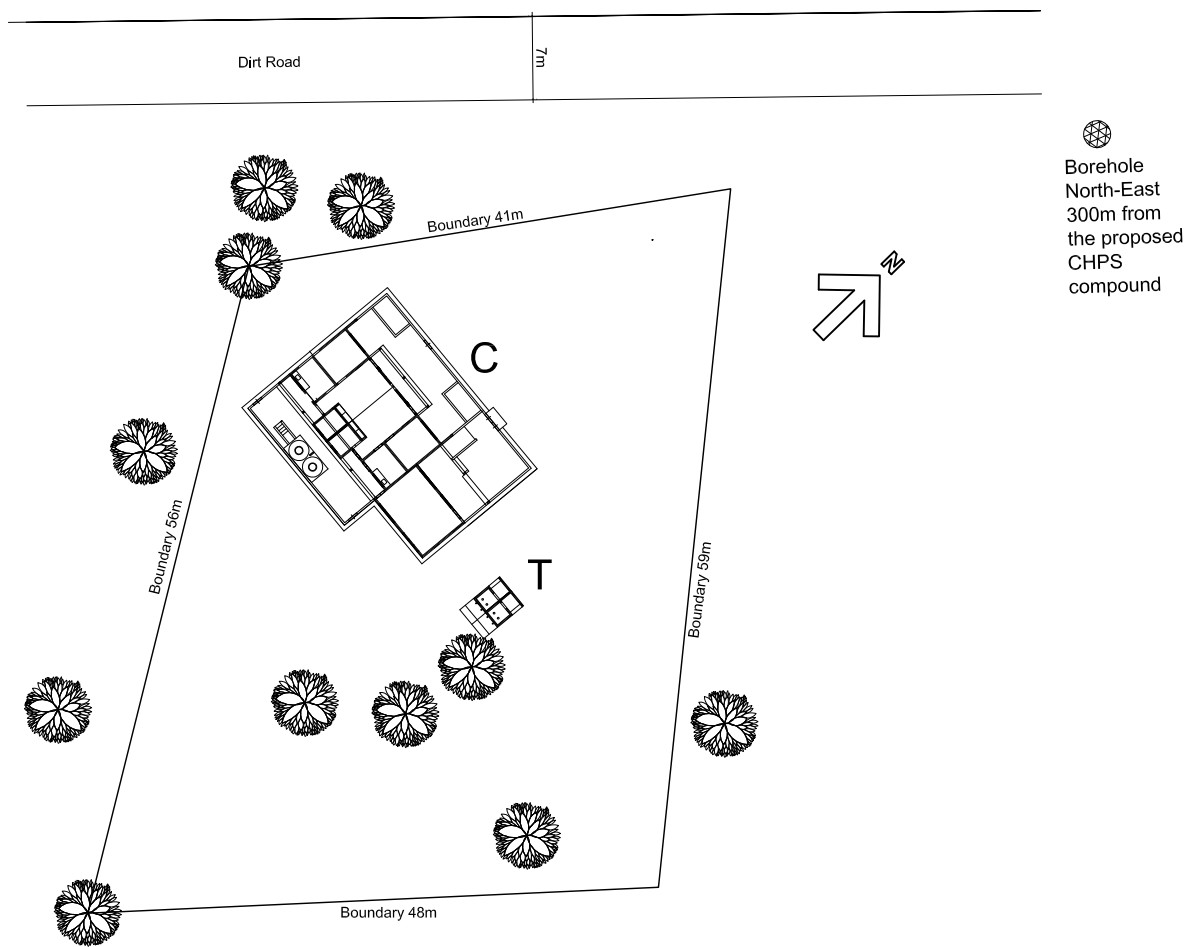 Dirt Road
7m
Borehole
North-East
300m from
the proposed
CHPS
compound
Boundary 41m
N
C
Boundary 56m
T
Boundary 59m
Boundary 48m